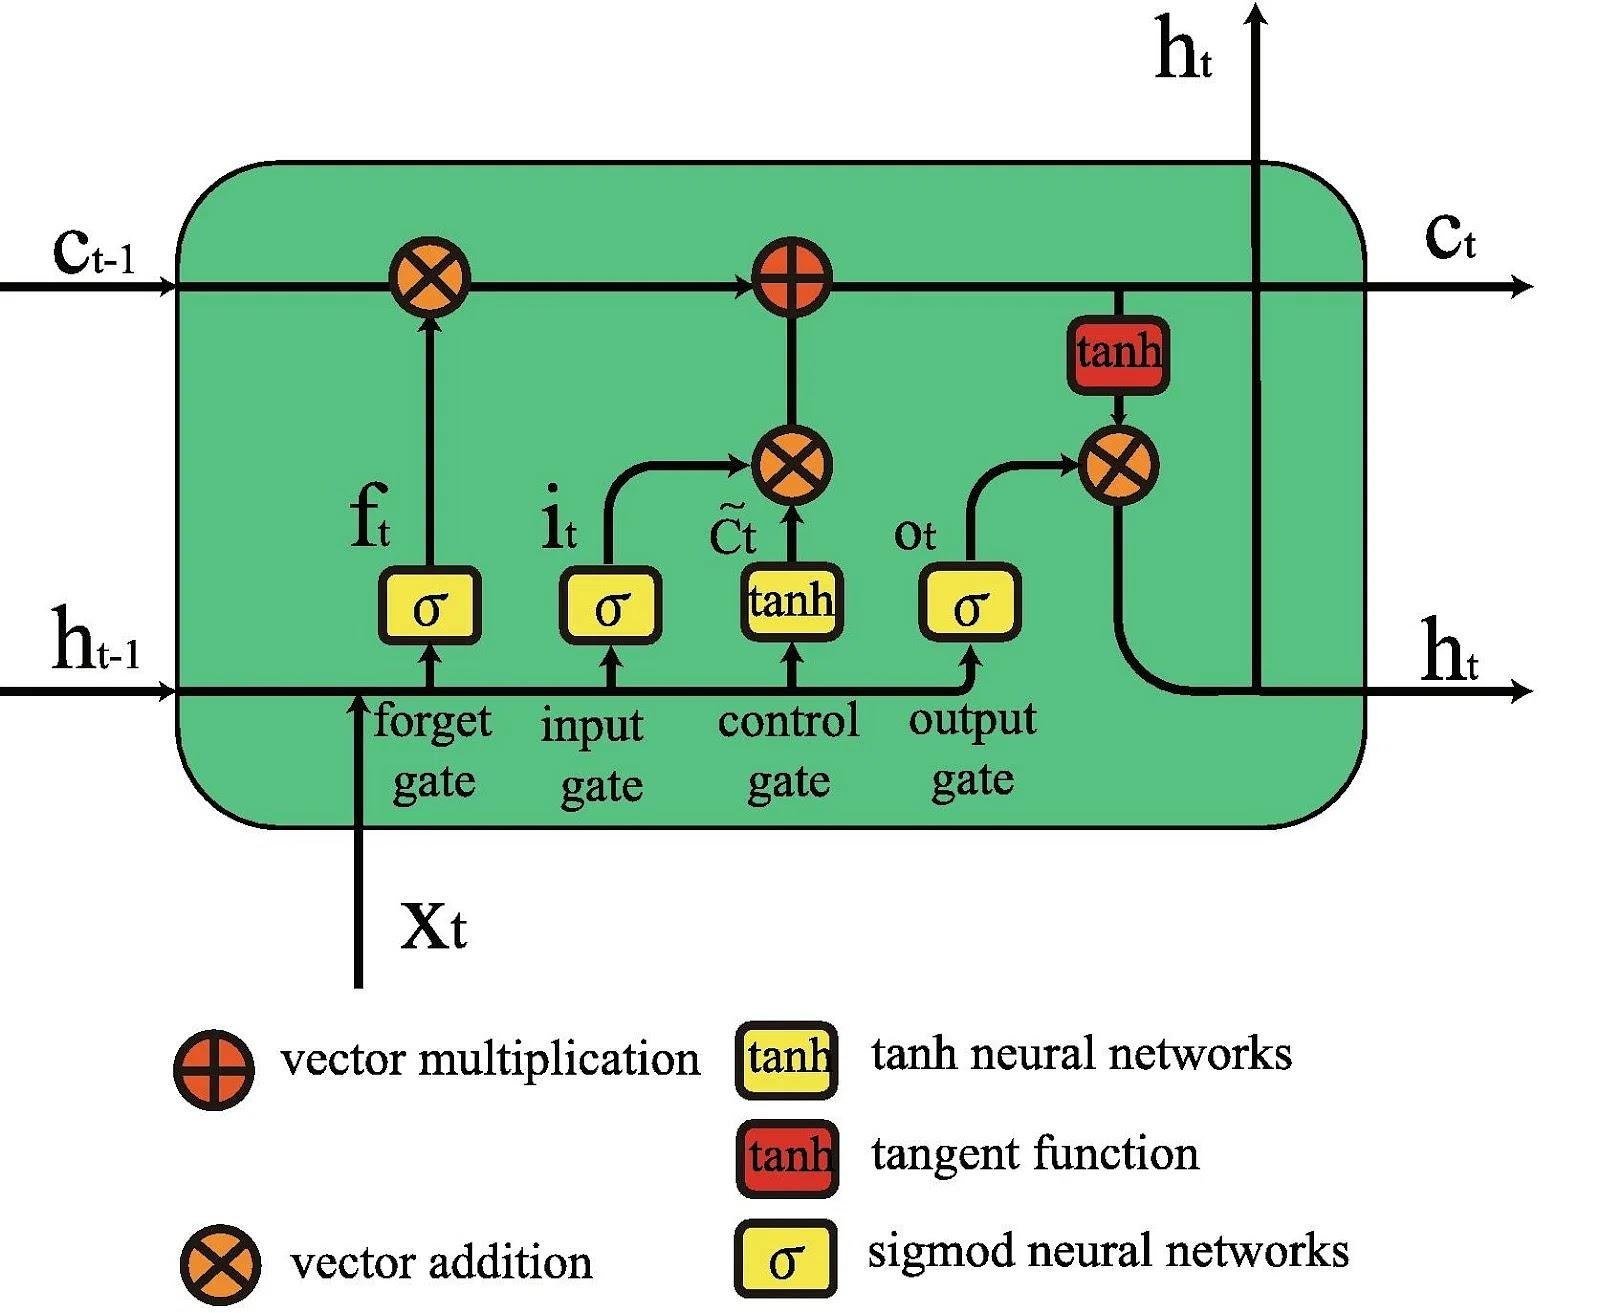 hₜ
cₜ₋₁
cₜ
tanh
fₜ
iₜ
C̃ₜ
oₜ
σ
σ
tanh
σ
hₜ₋₁
hₜ
forget gate
input gate
control gate
output gate
xₜ
vector multiplication
tanh tanh neural networks
tanh tangent function
vector addition
σ sigmod neural networks